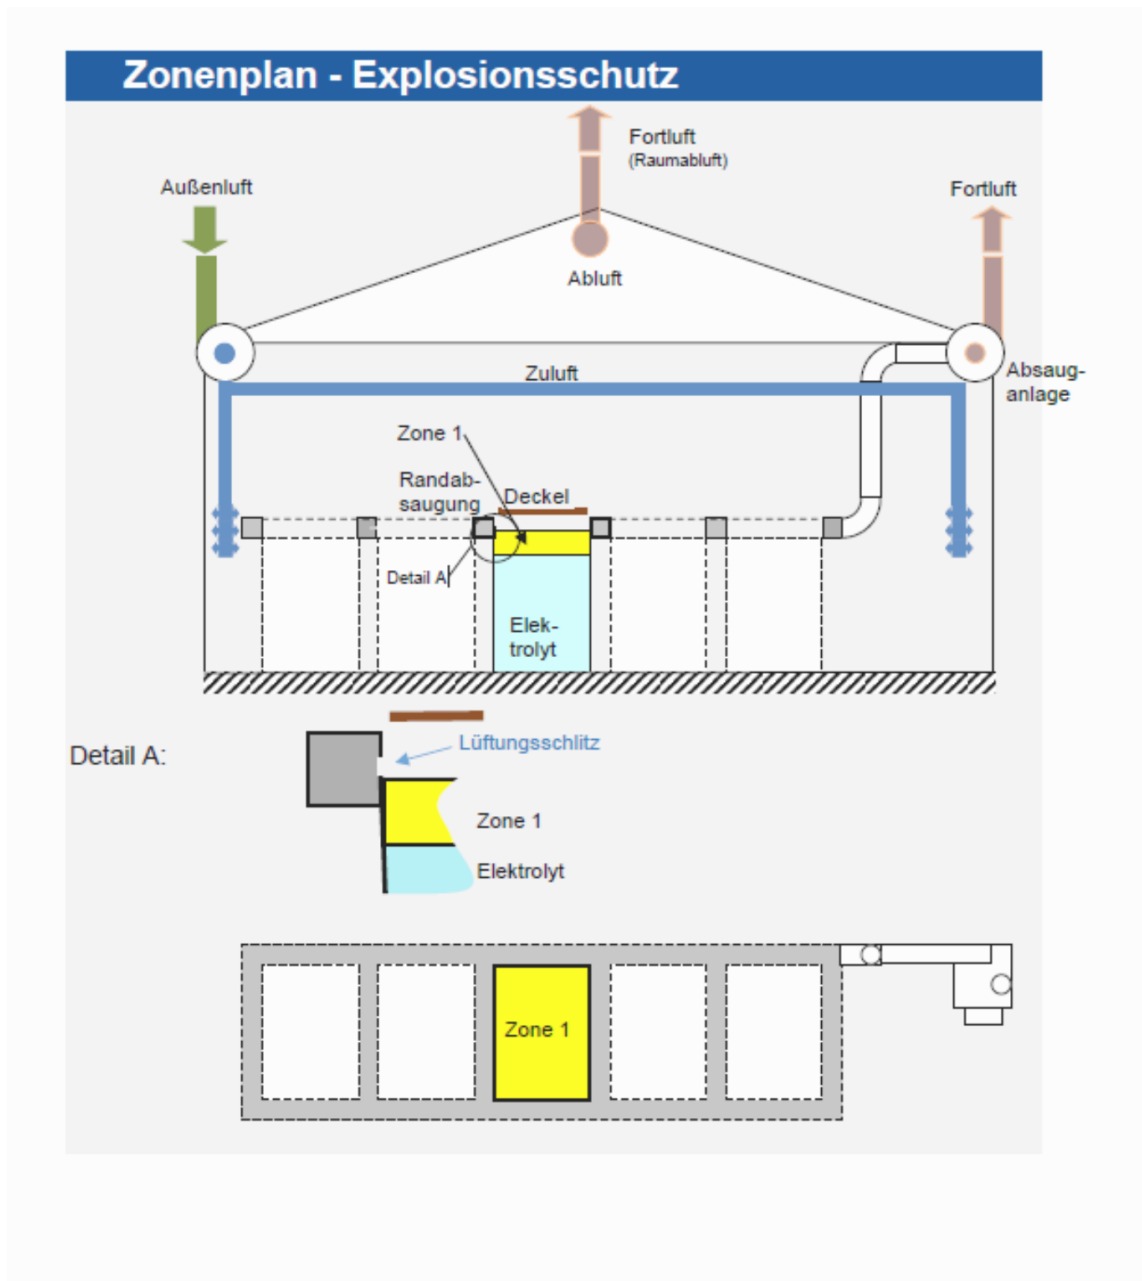 Zonenplan - Explosionsschutz
Fortluft
(Raumabluft)
Außenluft
Fortluft
Abluft
Zuluft
Absaug-
anlage
Zone 1
Randab-
saugung
Deckel
Detail A
Elek-
trolyt
Detail A:
Lüftungsschlitz
Zone 1
Elektrolyt
Zone 1